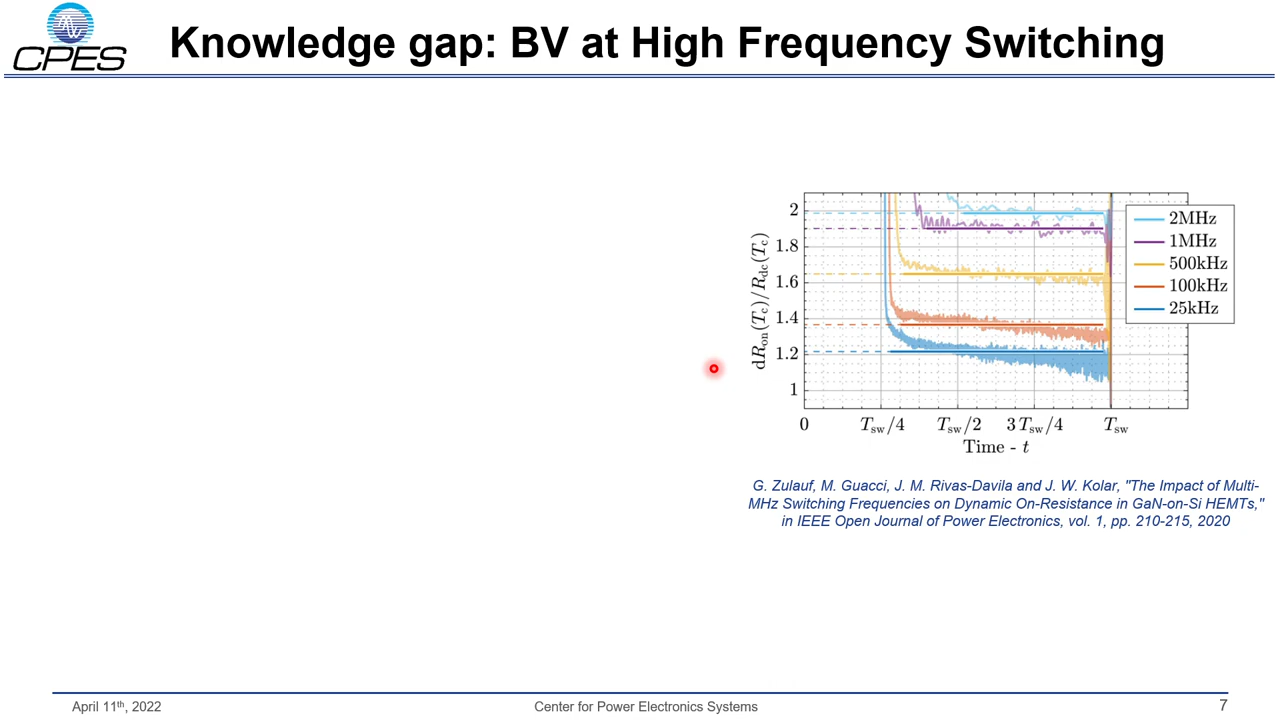 CPES
Knowledge gap: BV at High Frequency Switching
dRon(Tc)/Rdc(Tc)
2
1.8
1.6
1.4
1.2
1
0 Tsw/4 Tsw/2 3Tsw/4 Tsw
Time - t
2MHz
1MHz
500kHz
100kHz
25kHz
G. Zulauf, M. Guacci, J. M. Rivas-Davila and J. W. Kolar, "The Impact of Multi-
MHz Switching Frequencies on Dynamic On-Resistance in GaN-on-Si HEMTs,"
in IEEE Open Journal of Power Electronics, vol. 1, pp. 210-215, 2020
April 11th, 2022
Center for Power Electronics Systems
7